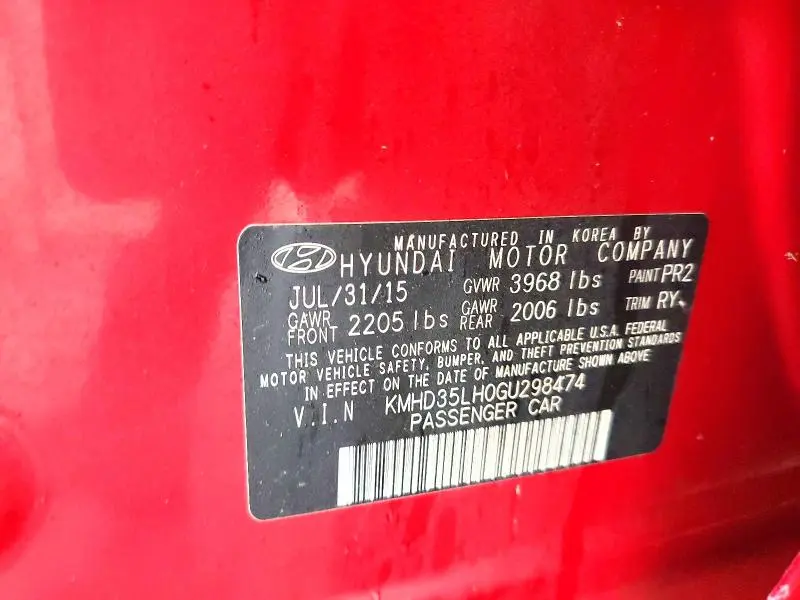 MANUFACTURED IN KOREA BY
HYUNDAI MOTOR COMPANY
JUL/31/15 GVWR 3968 lbs PAINT PR2
GAWR FRONT 2205 lbs GAWR REAR 2006 lbs TRIM RY
THIS VEHICLE CONFORMS TO ALL APPLICABLE U.S.A. FEDERAL
MOTOR VEHICLE SAFETY, BUMPER, AND THEFT PREVENTION STANDARDS
IN EFFECT ON THE DATE OF MANUFACTURE SHOWN ABOVE
V.I.N KMHD35LH0GU298474
PASSENGER CAR